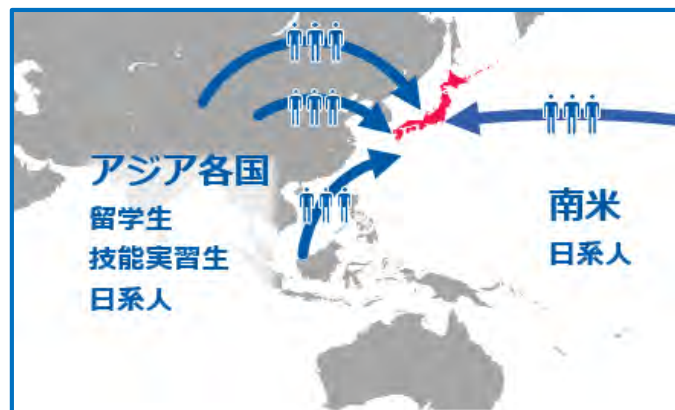 アジア各国
留学生
技能実習生
日系人
南米
日系人